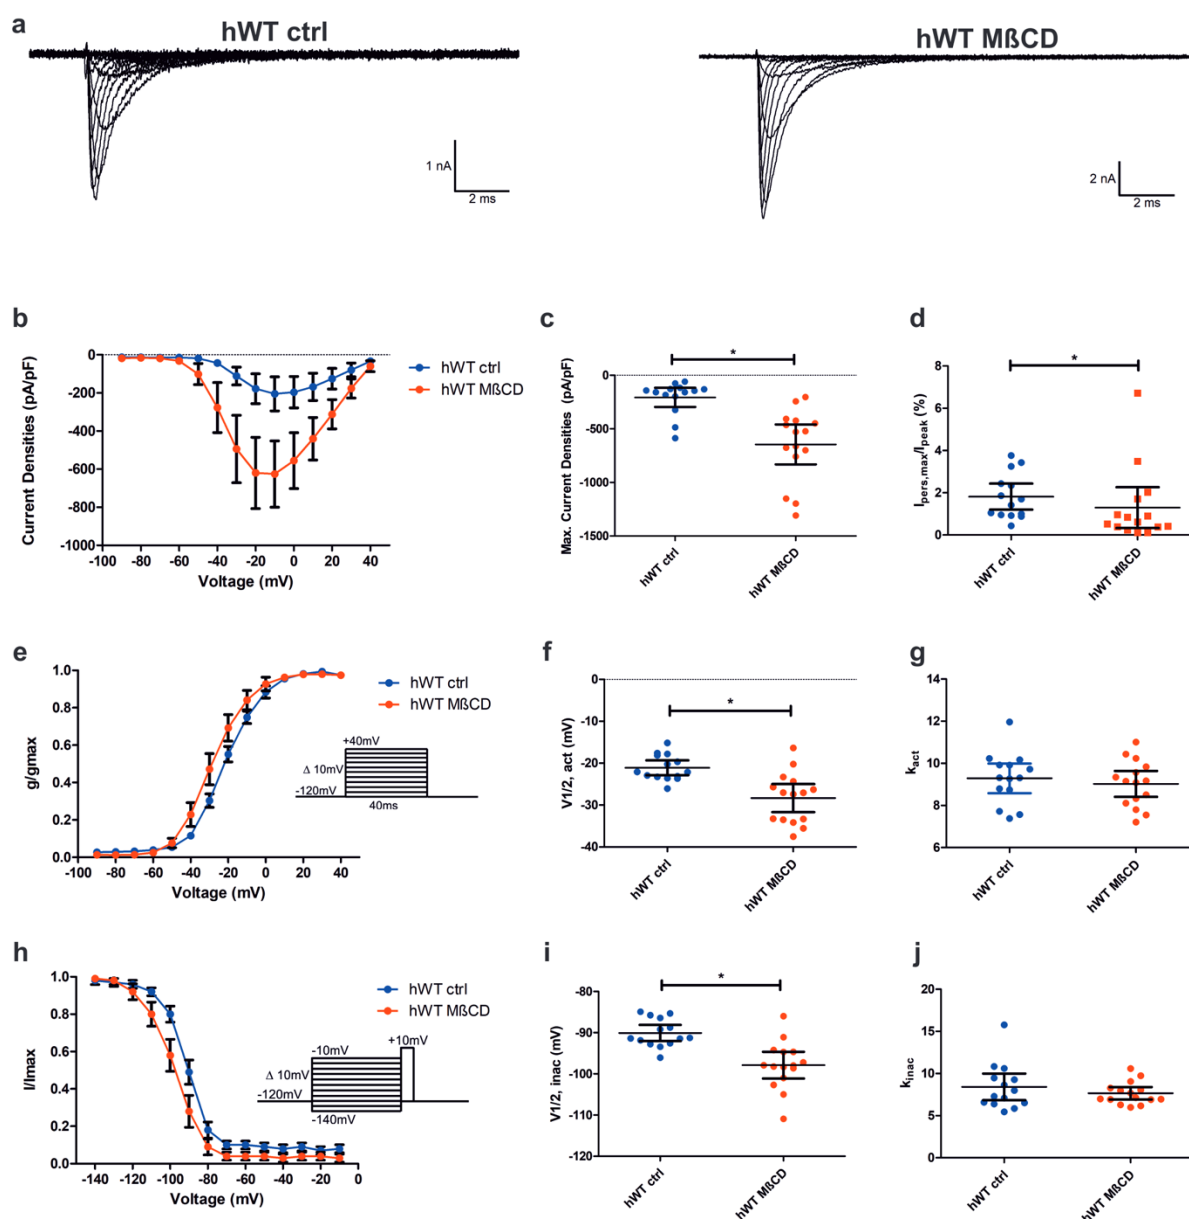 a
hWT ctrl
hWT MßCD
1 nA
2 ms
2 nA
2 ms
b
Current Densities (pA/pF)
0
-200
-400
-600
-800
-1000
-100 -80 -60 -40 -20 0 20 40
Voltage (mV)
hWT ctrl
hWT MßCD
c
Max. Current Densities (pA/pF)
0
-500
-1000
-1500
*
hWT ctrl
hWT MßCD
d
Ipers,max/Ipeak (%)
8
6
4
2
0
*
hWT ctrl
hWT MßCD
e
g/gmax
1.0
0.8
0.6
0.4
0.2
0.0
-100 -80 -60 -40 -20 0 20 40
Voltage (mV)
hWT ctrl
hWT MßCD
+40mV
Δ 10mV
-120mV
40ms
f
V1/2, act (mV)
0
-10
-20
-30
-40
*
hWT ctrl
hWT MßCD
g
kact
14
12
10
8
6
hWT ctrl
hWT MßCD
h
I/Imax
1.0
0.8
0.6
0.4
0.2
0.0
-140 -120 -100 -80 -60 -40 -20 0
Voltage (mV)
hWT ctrl
hWT MßCD
-10mV
+10mV
Δ 10mV
-120mV
-140mV
i
V1/2, inac (mV)
-80
-90
-100
-110
-120
*
hWT ctrl
hWT MßCD
j
kinac
20
15
10
5
0
hWT ctrl
hWT MßCD